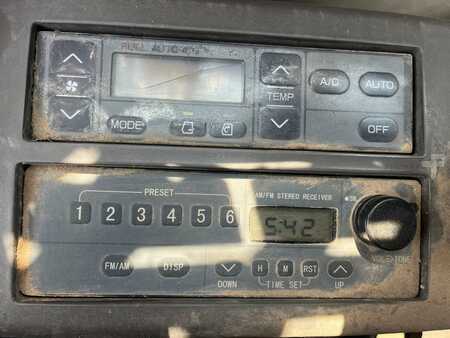 FULL AUTO
A/C AUTO
TEMP
MODE OFF
PRESET AM/FM STEREO RECEIVER
1 2 3 4 5 6 5:42
VOL TONE
FM/AM DISP H M RST
DOWN TIME SET UP